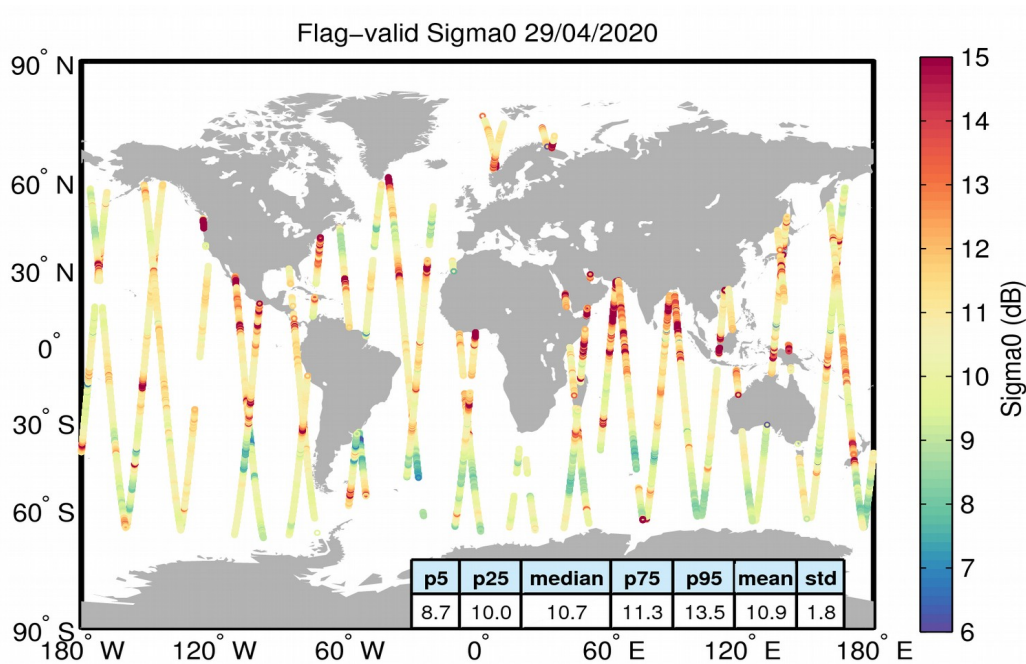 Flag−valid Sigma0 29/04/2020
90° N
60° N
30° N
0°
30° S
60° S
90° S
180° W
120° W
60° W
0°
60° E
120° E
180° E
p5 p25 median p75 p95 mean std
8.7 10.0 10.7 11.3 13.5 10.9 1.8
15
14
13
12
11
10
9
8
7
6
Sigma0 (dB)